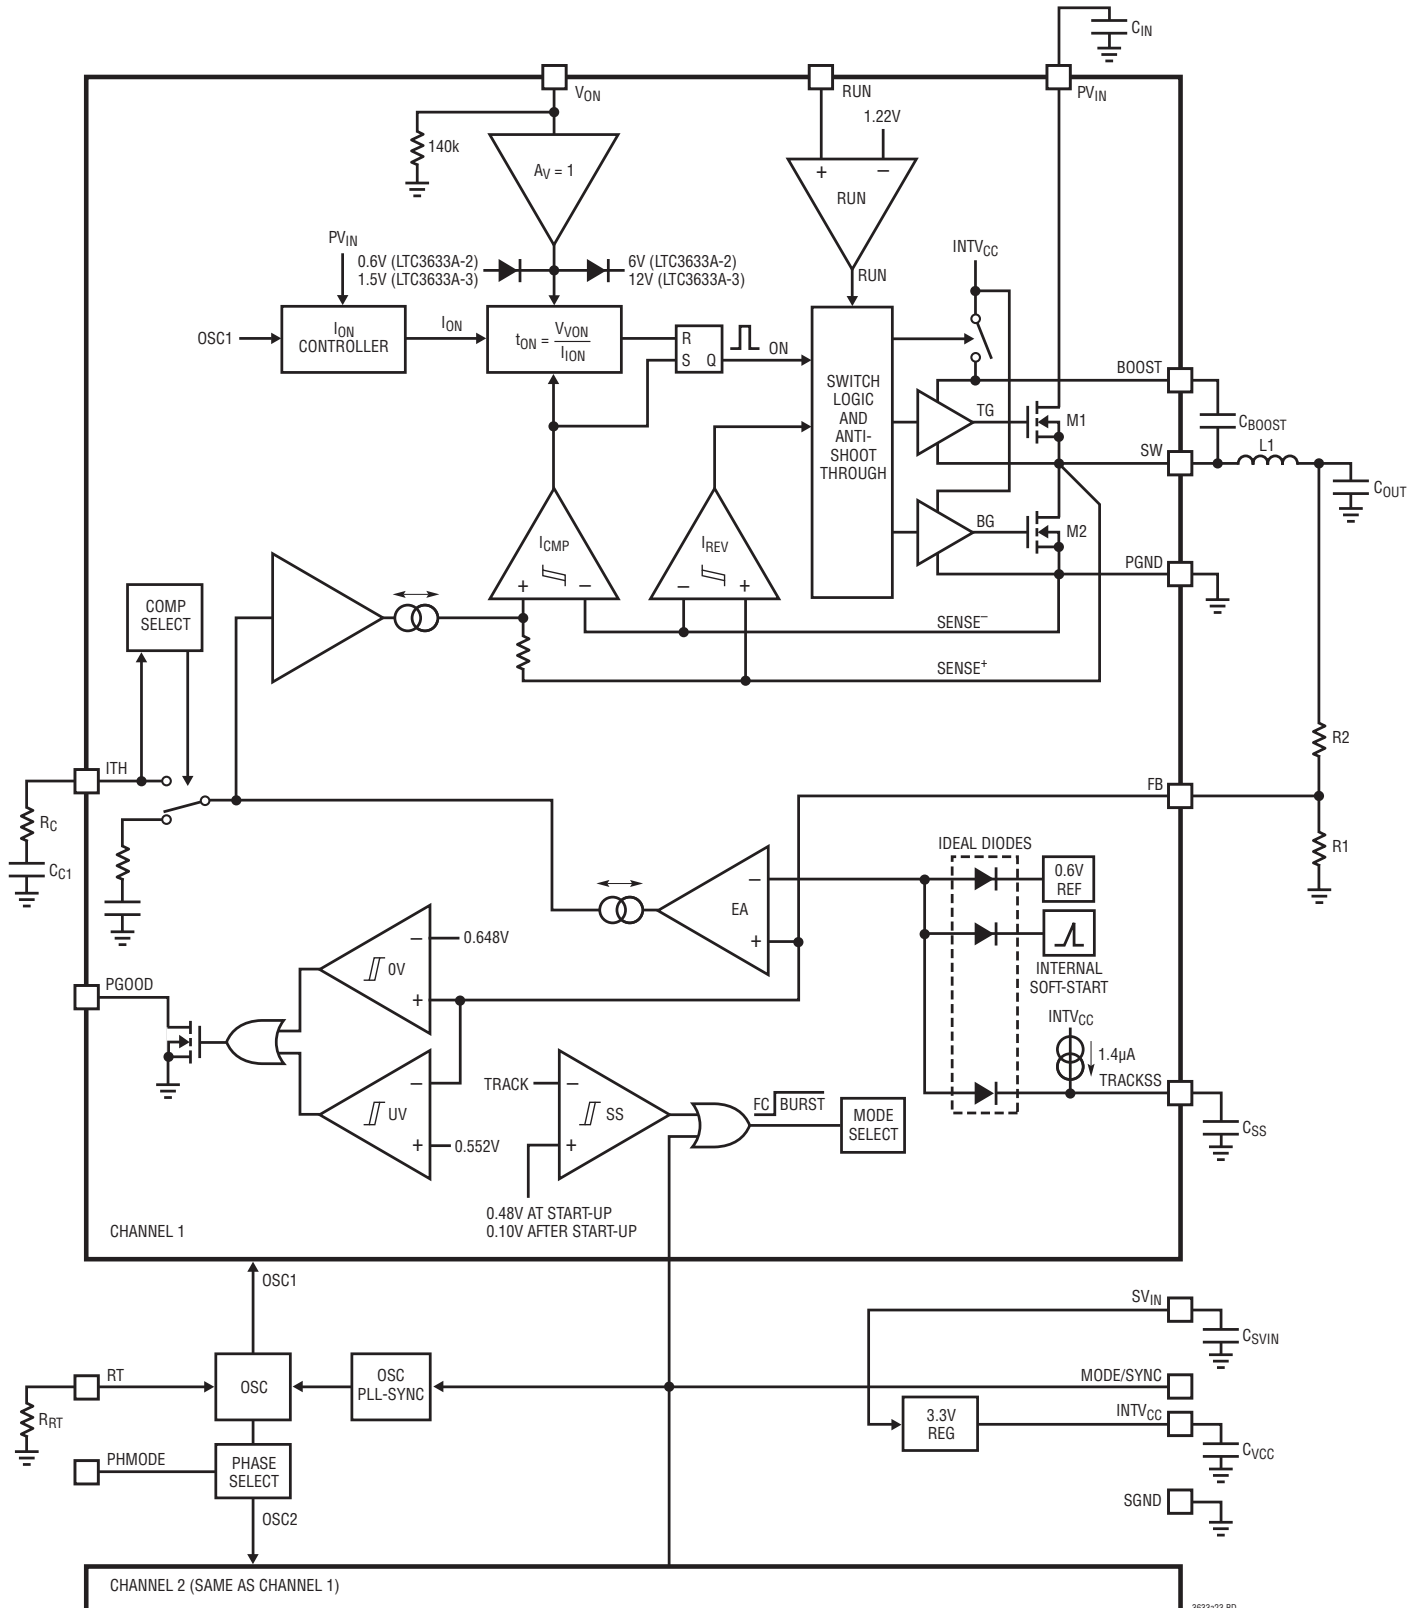 C_IN
V_ON
RUN
PV_IN
1.22V
140k
A_V = 1
+ –
RUN
PV_IN
0.6V (LTC3633A-2)
1.5V (LTC3633A-3)
6V (LTC3633A-2)
12V (LTC3633A-3)
INTV_CC
RUN
OSC1
I_ON
CONTROLLER
I_ON
t_ON = V_VON / I_ION
R
S Q
ON
SWITCH
LOGIC
AND
ANTI-
SHOOT
THROUGH
BOOST
TG
M1
C_BOOST
SW
L1
C_OUT
BG
M2
I_CMP
+ –
I_REV
– +
PGND
COMP
SELECT
SENSE–
SENSE+
ITH
R2
FB
R_C
C_C1
IDEAL DIODES
R1
0.6V
REF
–
EA
+
–
0.648V
0V
+
INTERNAL
SOFT-START
PGOOD
INTV_CC
1.4µA
TRACKSS
TRACK
–
SS
+
FC BURST
MODE
SELECT
–
UV
+
0.552V
C_SS
0.48V AT START-UP
0.10V AFTER START-UP
CHANNEL 1
OSC1
SV_IN
C_SVIN
RT
OSC
OSC
PLL-SYNC
MODE/SYNC
R_RT
3.3V
REG
INTV_CC
C_VCC
PHMODE
PHASE
SELECT
SGND
OSC2
CHANNEL 2 (SAME AS CHANNEL 1)
3633a23 BD